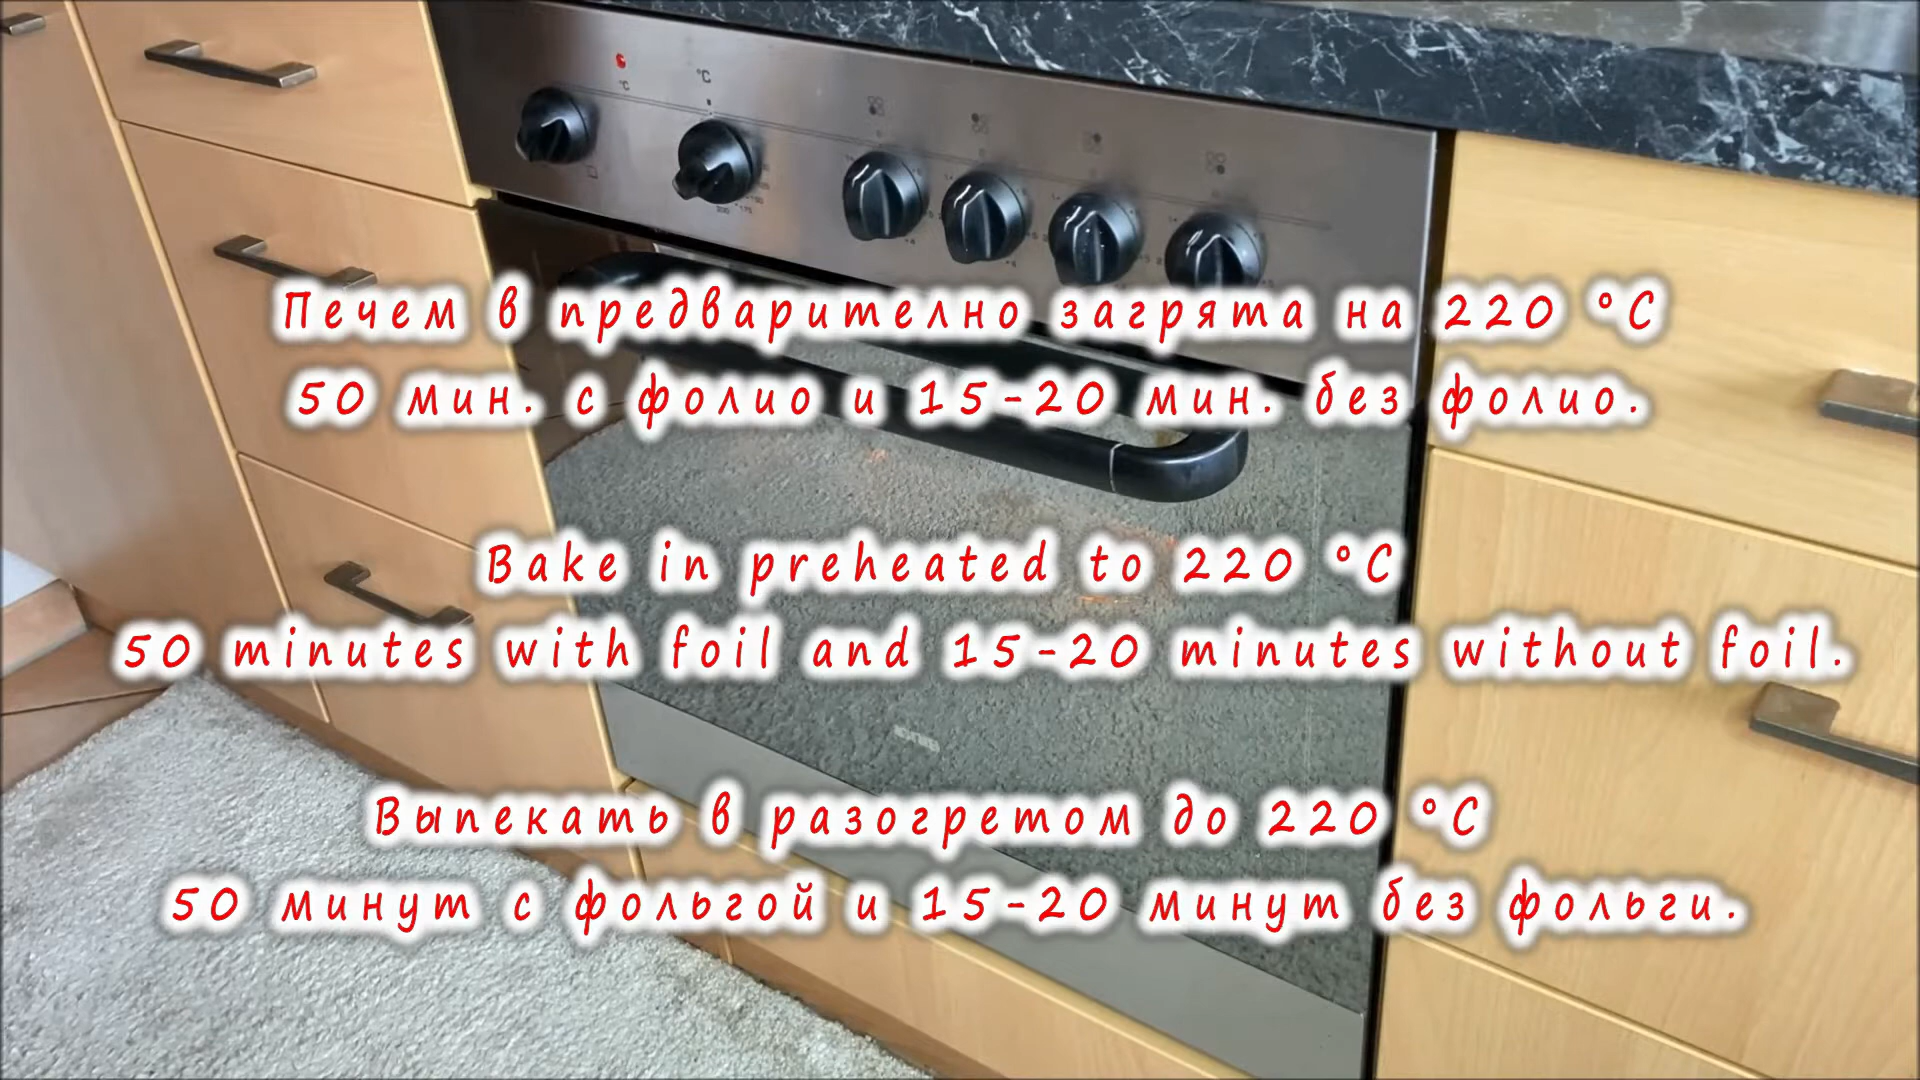 °C
°C
Печем в предварително загрята на 220 °C
50 мин. с фолио и 15-20 мин. без фолио.
Bake in preheated to 220 °C
50 minutes with foil and 15-20 minutes without foil.
Выпекать в разогретом до 220 °C
50 минут с фольгой и 15-20 минут без фольги.